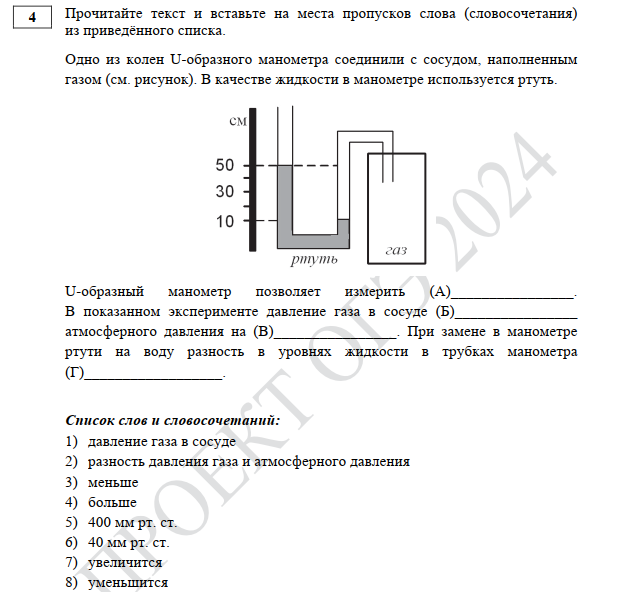 4
Прочитайте текст и вставьте на места пропусков слова (словосочетания)
из приведённого списка.
Одно из колен U-образного манометра соединили с сосудом, наполненным
газом (см. рисунок). В качестве жидкости в манометре используется ртуть.
см
50
30
10
ртуть
газ
U-образный манометр позволяет измерить (А)________________.
В показанном эксперименте давление газа в сосуде (Б)________________
атмосферного давления на (В)________________. При замене в манометре
ртути на воду разность в уровнях жидкости в трубках манометра
(Г)__________________.
Список слов и словосочетаний:
1) давление газа в сосуде
2) разность давления газа и атмосферного давления
3) меньше
4) больше
5) 400 мм рт. ст.
6) 40 мм рт. ст.
7) увеличится
8) уменьшится
ПРОЕКТ ОГЭ 2024